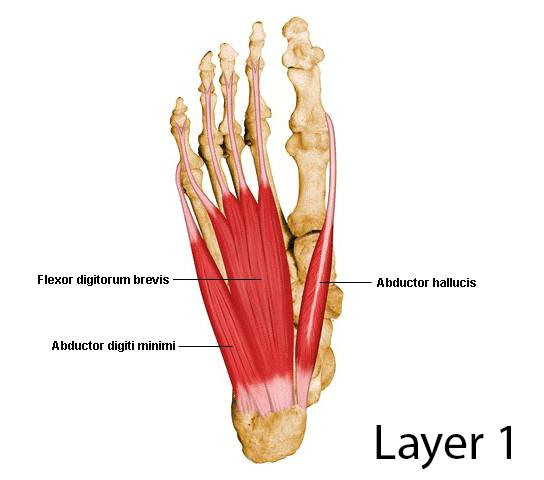 Flexor digitorum brevis
Abductor hallucis
Abductor digiti minimi
Layer 1